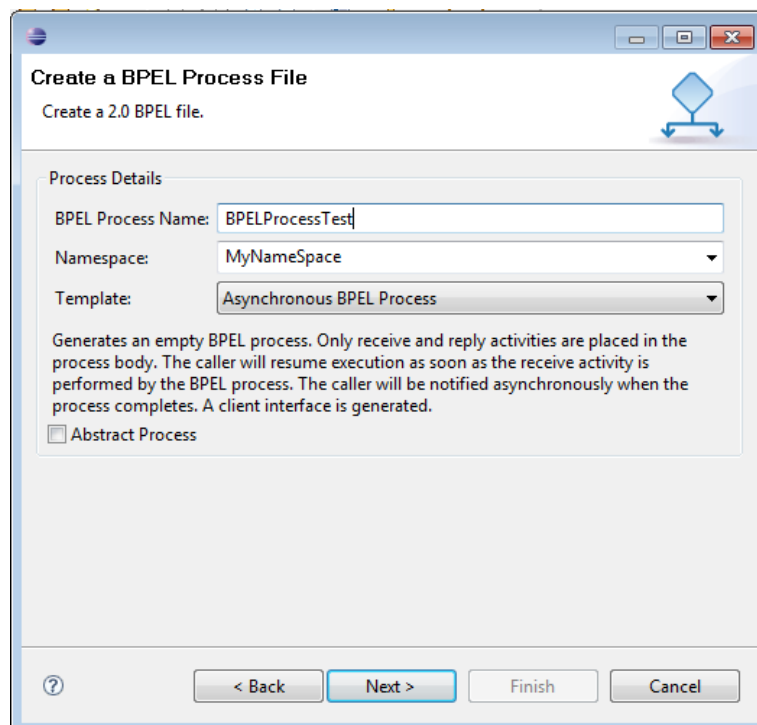 Create a BPEL Process File
Create a 2.0 BPEL file.
Process Details
BPEL Process Name: BPELProcessTest
Namespace: MyNameSpace
Template: Asynchronous BPEL Process
Generates an empty BPEL process. Only receive and reply activities are placed in the
process body. The caller will resume execution as soon as the receive activity is
performed by the BPEL process. The caller will be notified asynchronously when the
process completes. A client interface is generated.
Abstract Process
? < Back Next > Finish Cancel